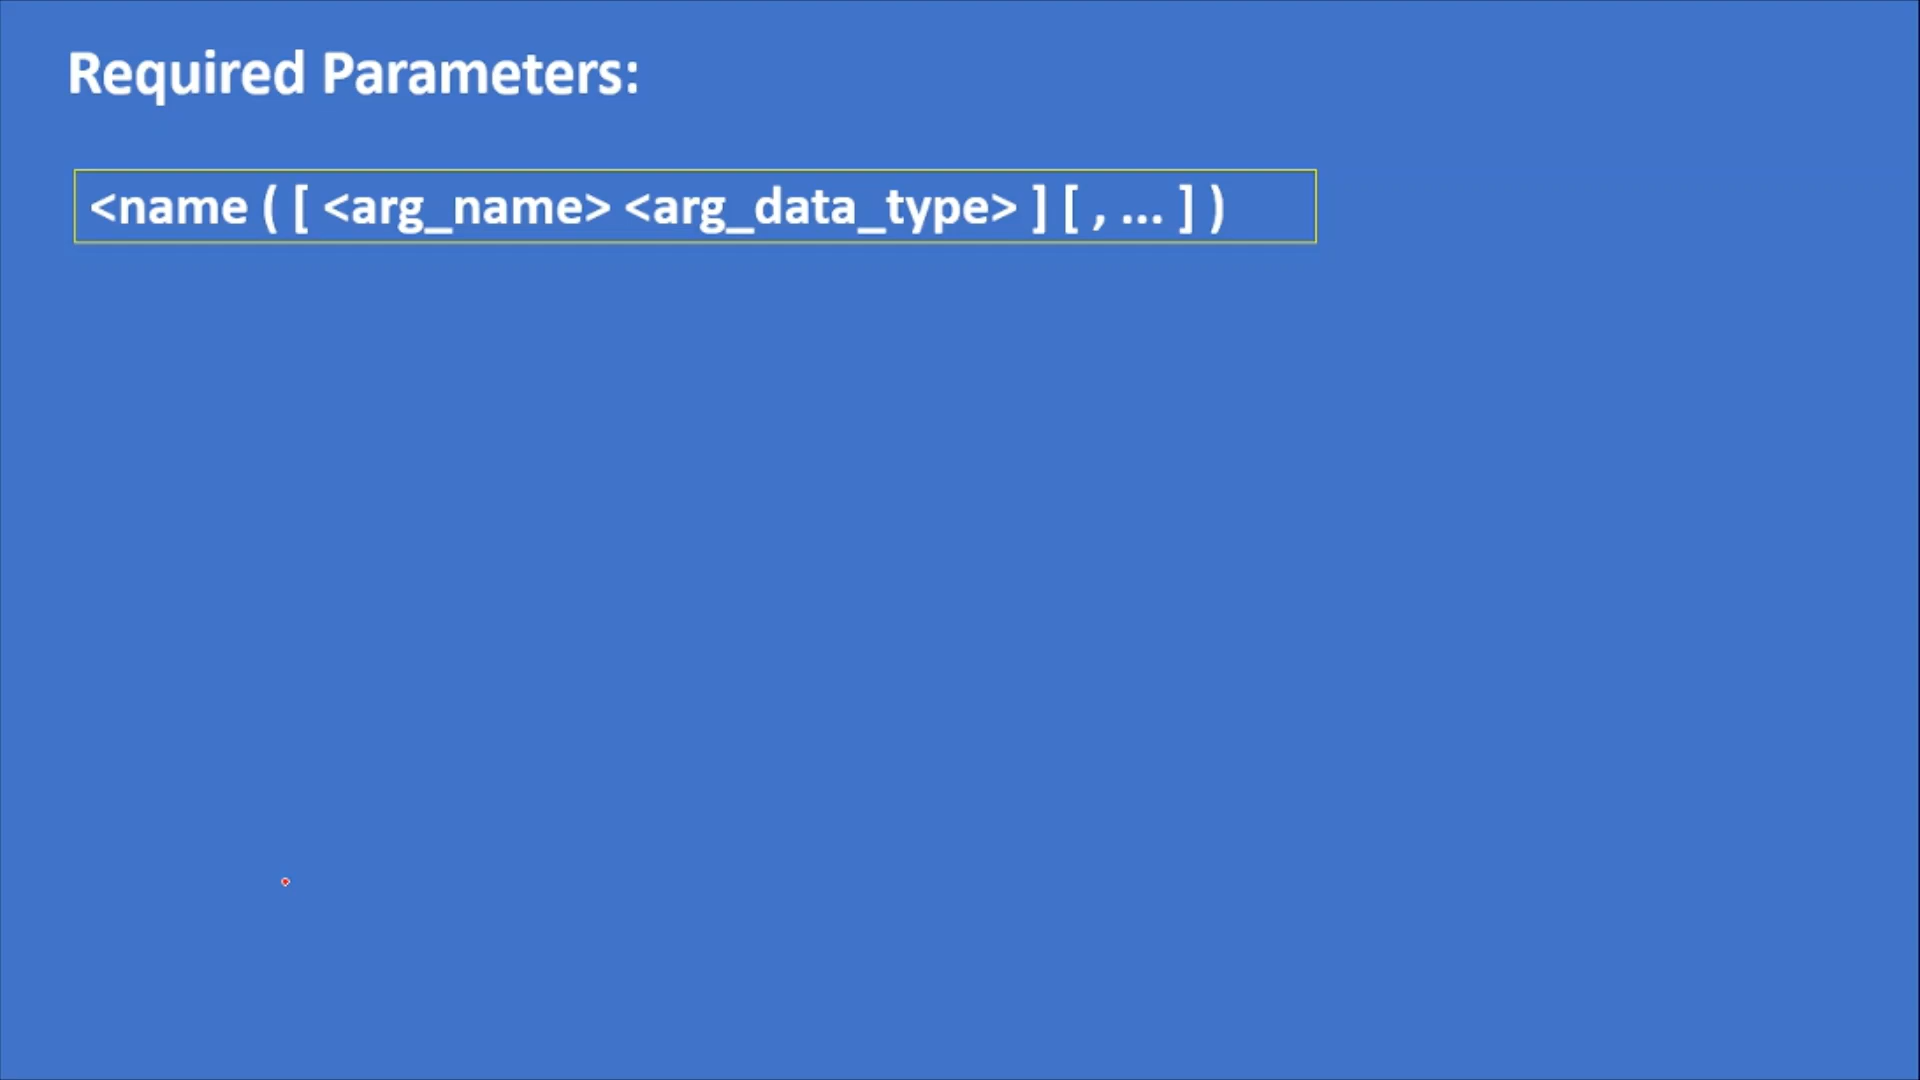 Required Parameters:
<name ( [ <arg_name> <arg_data_type> ] [ , ... ] )